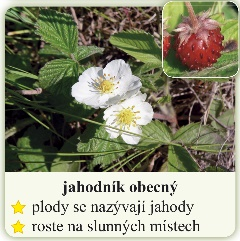 jahodník obecný
plody se nazývají jahody
roste na slunných místech